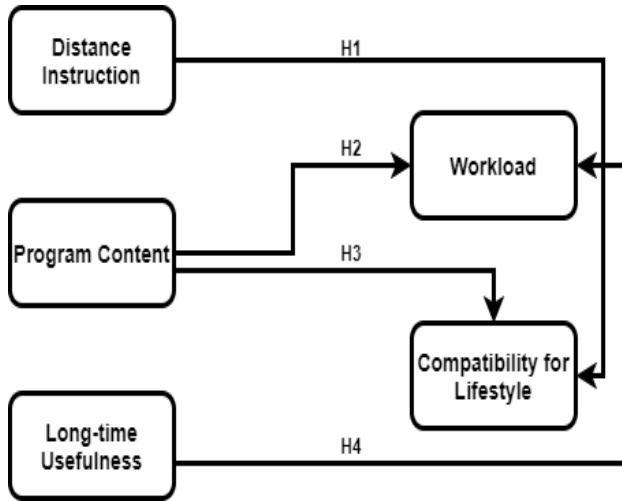 Distance
Instruction
H1
H2
Workload
Program Content
H3
Compatibility for
Lifestyle
Long-time
Usefulness
H4